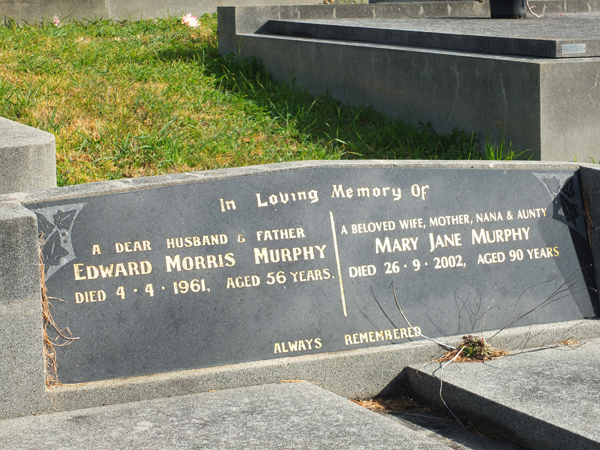 In Loving Memory Of
A DEAR HUSBAND & FATHER
EDWARD MORRIS MURPHY
DIED 4·4·1961, AGED 56 YEARS.
A BELOVED WIFE, MOTHER, NANA & AUNTY
MARY JANE MURPHY
DIED 26·9·2002, AGED 90 YEARS
ALWAYS REMEMBERED